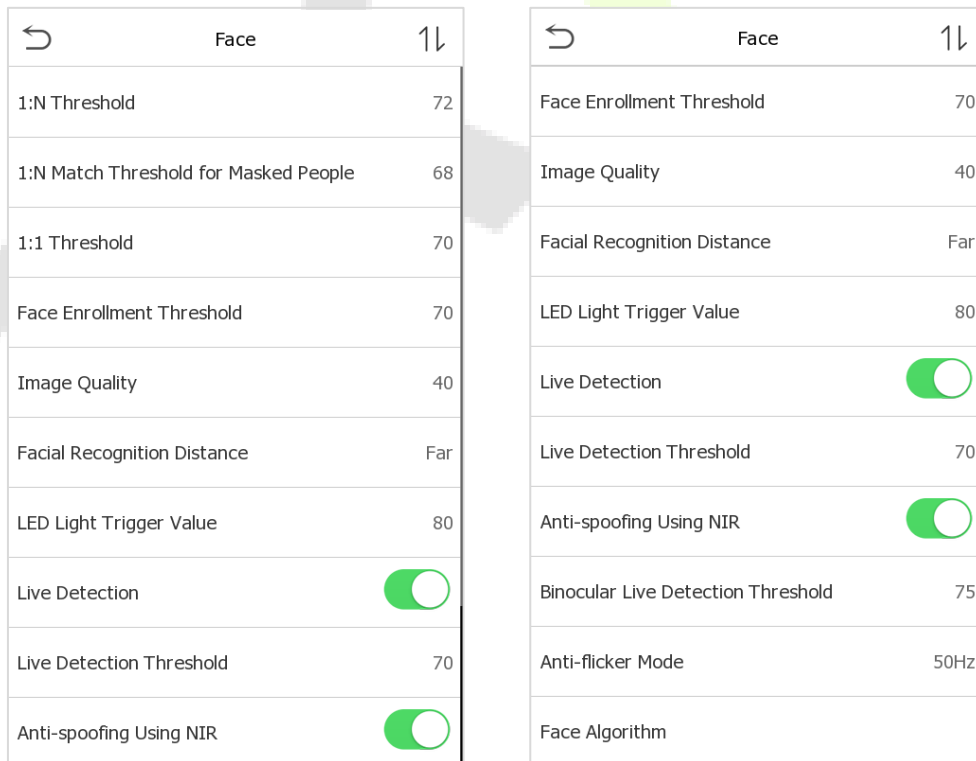 Face
1:N Threshold 72
1:N Match Threshold for Masked People 68
1:1 Threshold 70
Face Enrollment Threshold 70
Image Quality 40
Facial Recognition Distance Far
LED Light Trigger Value 80
Live Detection
Live Detection Threshold 70
Anti-spoofing Using NIR
Face
Face Enrollment Threshold 70
Image Quality 40
Facial Recognition Distance Far
LED Light Trigger Value 80
Live Detection
Live Detection Threshold 70
Anti-spoofing Using NIR
Binocular Live Detection Threshold 75
Anti-flicker Mode 50Hz
Face Algorithm